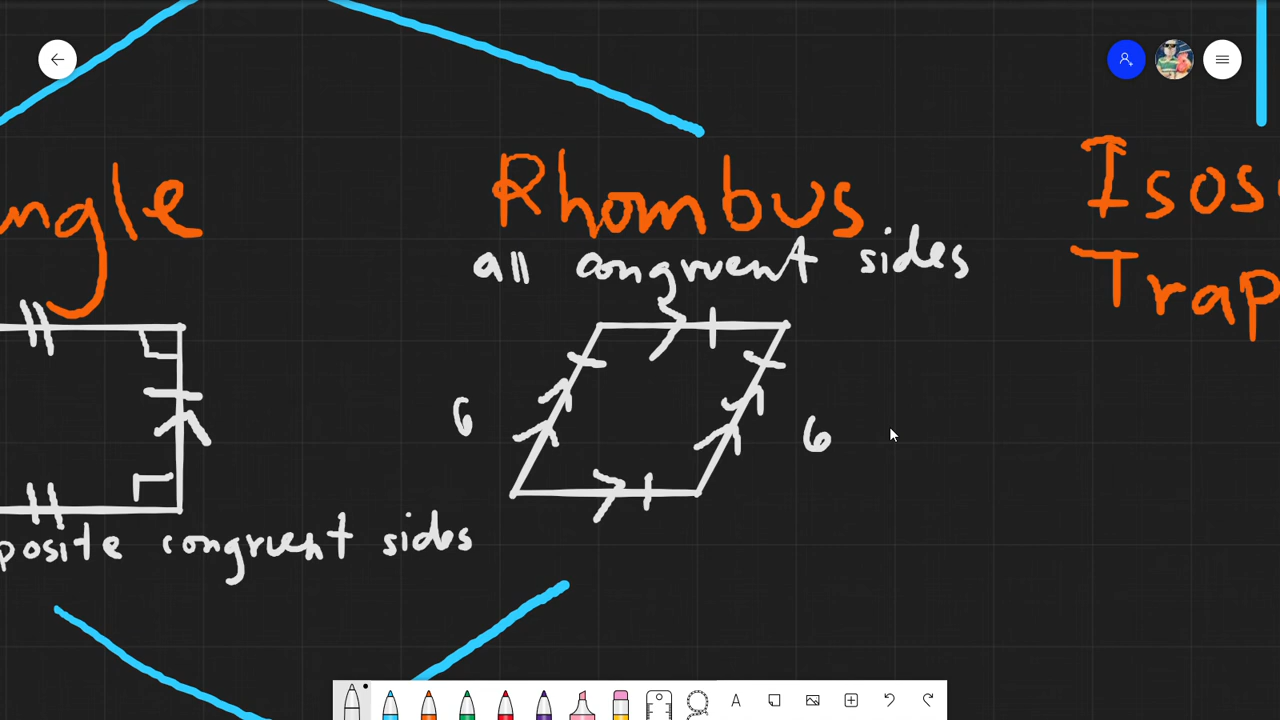 ngle
Rhombus
all congruent sides
6
6
posite congruent sides
Isos
Trap
A